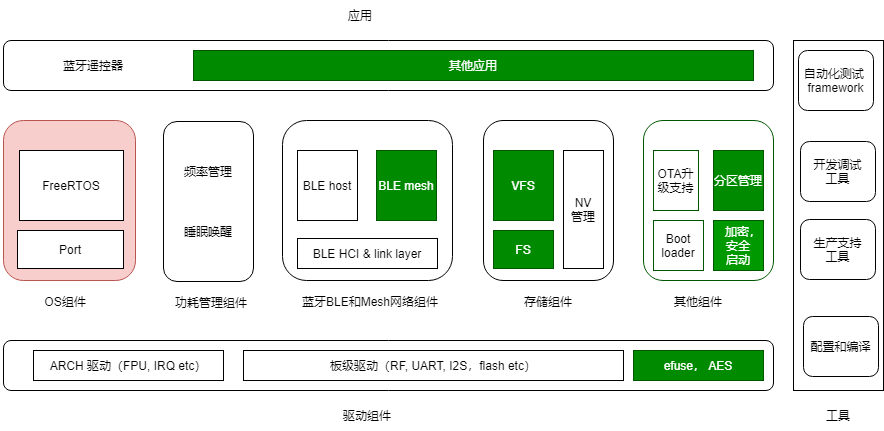 应用
蓝牙遥控器
其他应用
FreeRTOS
Port
OS组件
频率管理
睡眠唤醒
功耗管理组件
BLE host
BLE mesh
BLE HCI & link layer
蓝牙BLE和Mesh网络组件
VFS
FS
NV
管理
存储组件
OTA升
级支持
分区管理
Boot
loader
加密，
安全
启动
其他组件
ARCH 驱动（FPU, IRQ etc）
板级驱动（RF, UART, I2S，flash etc）
efuse， AES
驱动组件
自动化测试
framework
开发调试
工具
生产支持
工具
配置和编译
工具